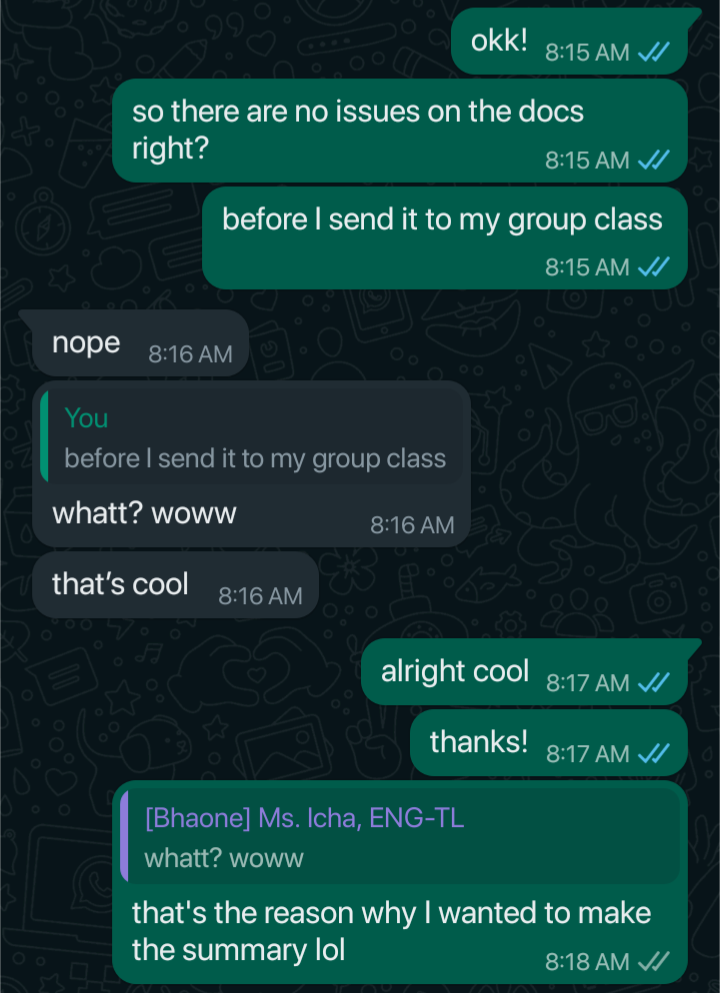 okk!
8:15 AM
so there are no issues on the docs
right?
8:15 AM
before I send it to my group class
8:15 AM
nope
8:16 AM
You
before I send it to my group class
whatt? woww
8:16 AM
that's cool
8:16 AM
alright cool
8:17 AM
thanks!
8:17 AM
[Bhaone] Ms. Icha, ENG-TL
whatt? woww
that's the reason why I wanted to make
the summary lol
8:18 AM